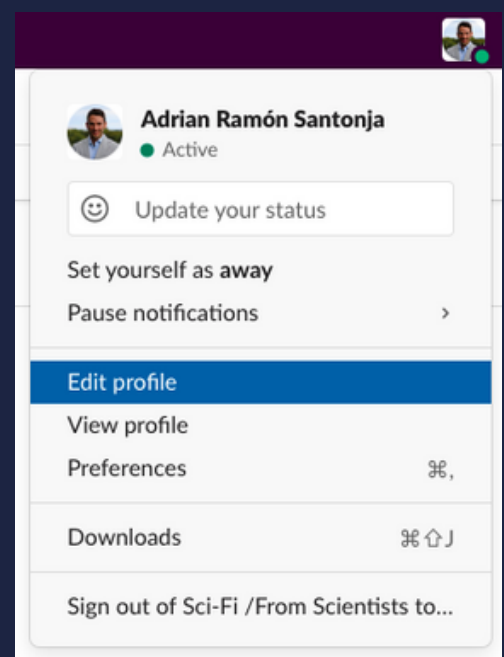 Adrian Ramón Santonja
Active
Update your status
Set yourself as away
Pause notifications
Edit profile
View profile
Preferences ⌘,
Downloads ⌘⇧J
Sign out of Sci-Fi /From Scientists to...